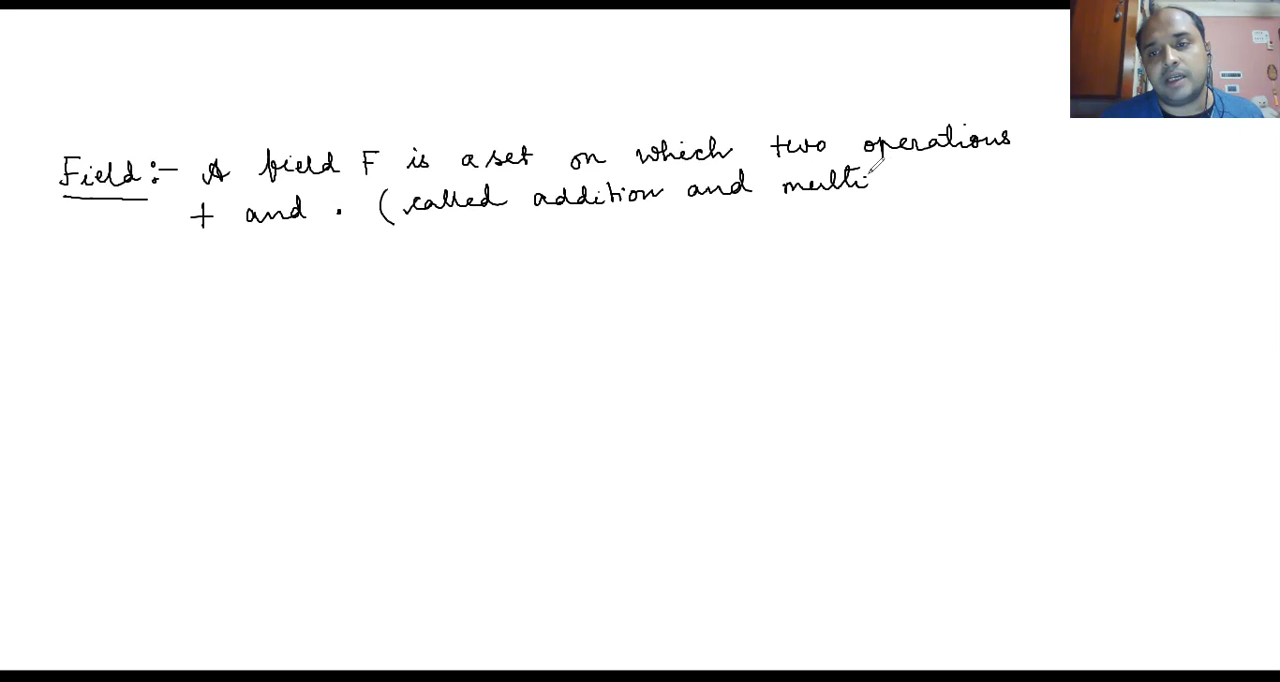 Field:- A field F is a set on which two operations
+ and . (called addition and multi